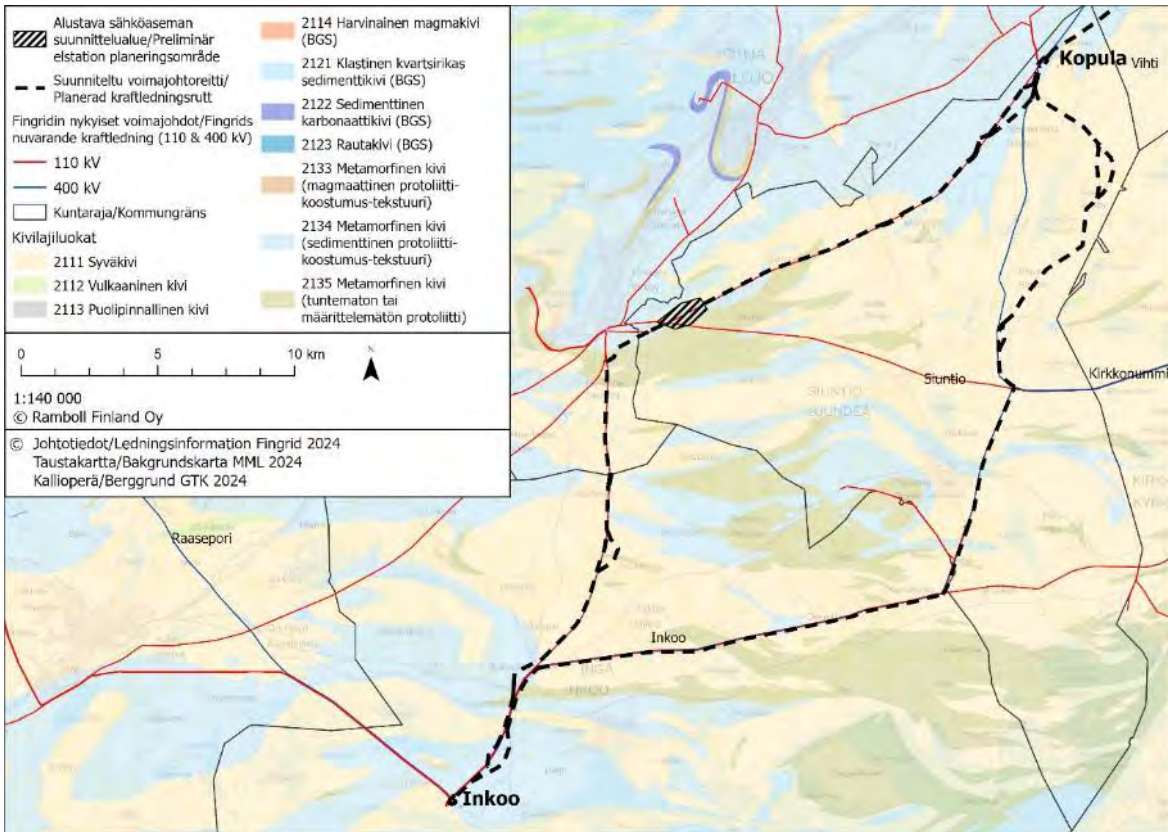 Alustava sähköaseman
suunnittelualue/Preliminär
elstation planeringsområde
Suunniteltu voimajohtoreitti/
Planerad kraftledningsrutt
Fingridin nykyiset voimajohdot/Fingrids
nuvarande kraftledning (110 & 400 kV)
110 kV
400 kV
Kuntaraja/Kommungräns
Kivilajiluokat
2111 Syväkivi
2112 Vulkaaninen kivi
2113 Puolipinnallinen kivi
2114 Harvinainen magmakivi
(BGS)
2121 Klastinen kvartsirikas
sedimenttikivi (BGS)
2122 Sedimenttinen
karbonaattikivi (BGS)
2123 Rautakivi (BGS)
2133 Metamorfinen kivi
(magmaattinen protoliitti-
koostumus-tekstuuri)
2134 Metamorfinen kivi
(sedimenttinen protoliitti-
koostumus-tekstuuri)
2135 Metamorfinen kivi
(tuntematon tai
määrittelemätön protoliitti)
0 5 10 km
N
1:140 000
© Ramboll Finland Oy
© Johtotiedot/Ledningsinformation Fingrid 2024
Taustakartta/Bakgrundskarta MML 2024
Kallioperä/Berggrund GTK 2024
Kopula Vihti
LOJO
Siuntio
Kirkkonummi
SIUNTIO
SJUNDEÅ
Raasepori
Inkoo
INGÅ
INKOO
Inkoo